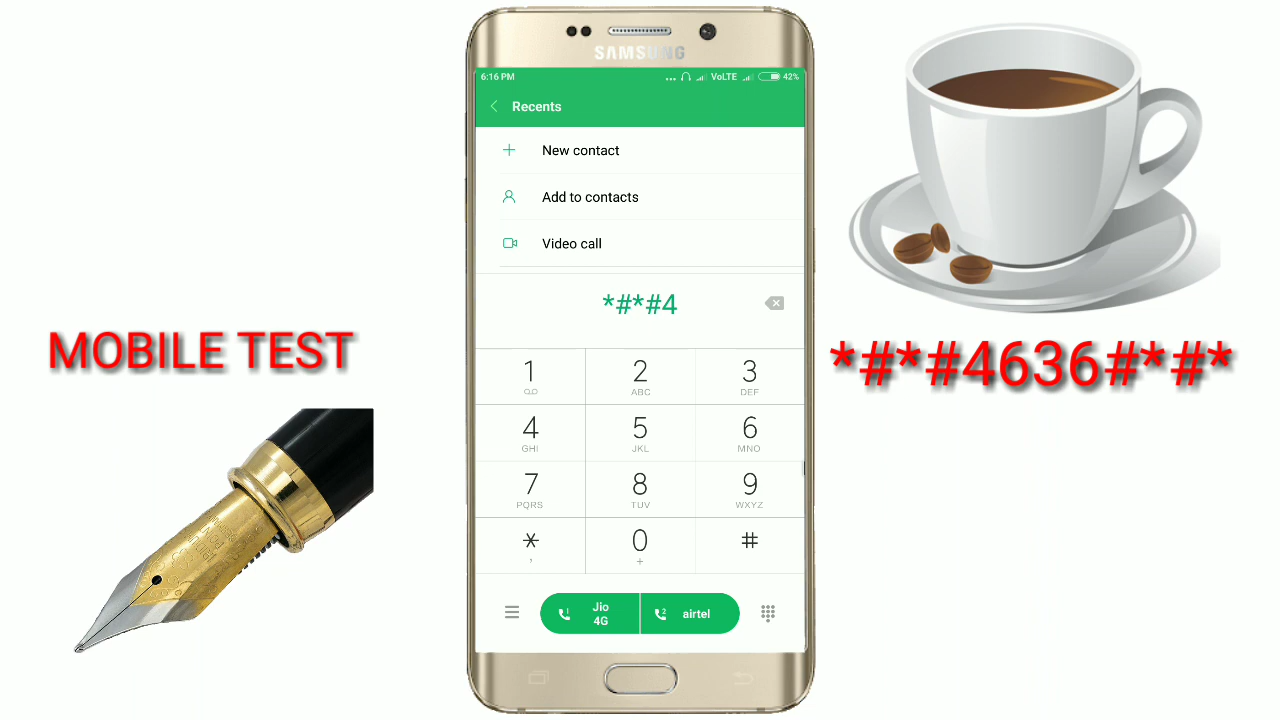 SAMSUNG
6:16 PM ... VoLTE 42%
Recents
New contact
Add to contacts
Video call
*#*#4
MOBILE TEST
*#*#4636#*#*
1 2 3
ABC DEF
4 5 6
GHI JKL MNO
7 8 9
PQRS TUV WXYZ
* 0 #
, +
1 Jio 2 airtel
4G